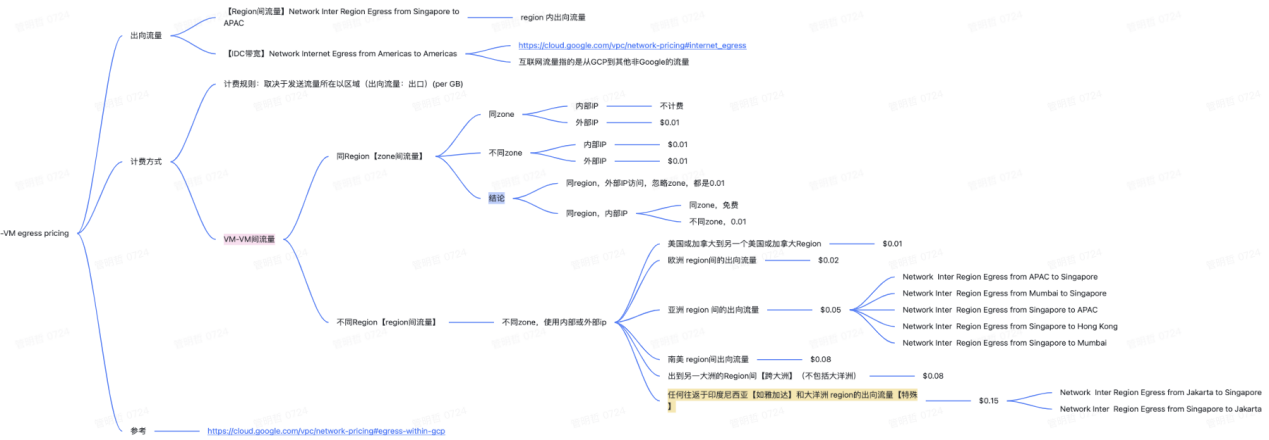 【Region间流量】Network Inter Region Egress from Singapore to
APAC
region 内出向流量
出向流量
【IDC带宽】Network Internet Egress from Americas to Americas
https://cloud.google.com/vpc/network-pricing#internet_egress
互联网流量指的是从GCP到其他非Google的流量
计费规则：取决于发送流量所在以区域（出向流量：出口）(per GB)
计费方式
同Region【zone间流量】
同zone
内部IP
不计费
外部IP
$0.01
不同zone
内部IP
$0.01
外部IP
$0.01
结论
同region，外部IP访问，忽略zone，都是0.01
同region，内部IP
同zone，免费
不同zone，0.01
-VM egress pricing
VM-VM间流量
不同Region【region间流量】
不同zone，使用内部或外部ip
美国或加拿大到另一个美国或加拿大Region
$0.01
欧洲 region间的出向流量
$0.02
亚洲 region 间的出向流量
$0.05
Network Inter Region Egress from APAC to Singapore
Network Inter Region Egress from Mumbai to Singapore
Network Inter Region Egress from Singapore to APAC
Network Inter Region Egress from Singapore to Hong Kong
Network Inter Region Egress from Singapore to Mumbai
南美 region间出向流量
$0.08
出到另一大洲的Region间【跨大洲】（不包括大洋洲）
$0.08
任何往返于印度尼西亚【如雅加达】和大洋洲 region的出向流量【特殊
】
$0.15
Network Inter Region Egress from Jakarta to Singapore
Network Inter Region Egress from Singapore to Jakarta
参考
https://cloud.google.com/vpc/network-pricing#egress-within-gcp